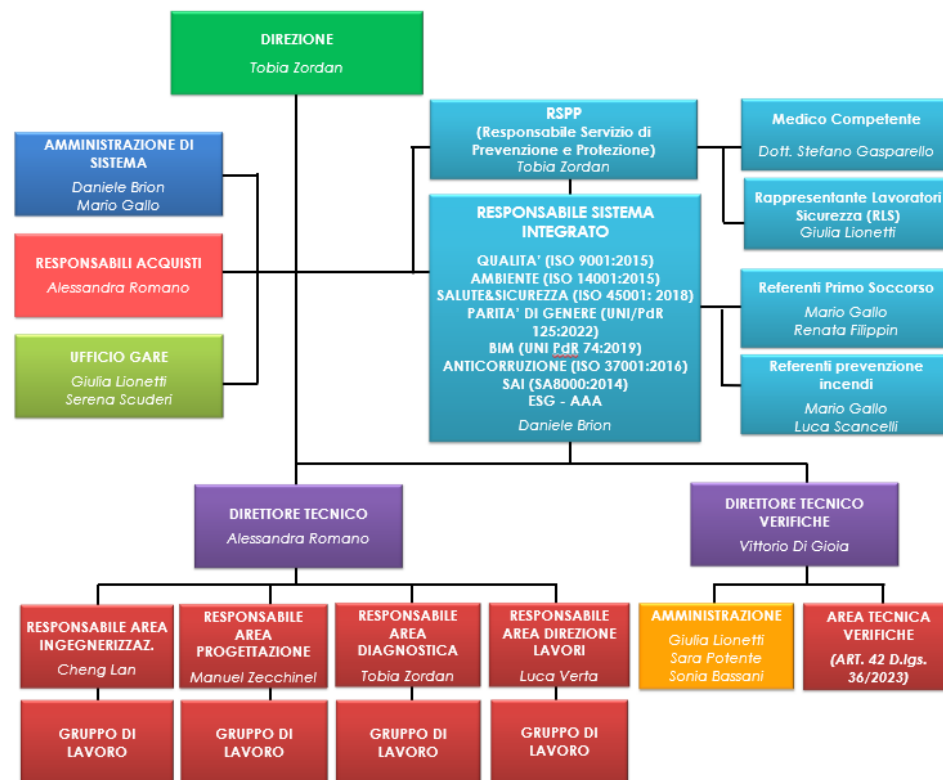 DIREZIONE
Tobia Zordan
RSPP
(Responsabile Servizio di
Prevenzione e Protezione)
Tobia Zordan
Medico Competente
Dott. Stefano Gasparello
AMMINISTRAZIONE DI
SISTEMA
Daniele Brion
Mario Gallo
Rappresentante Lavoratori
Sicurezza (RLS)
Giulia Lionetti
RESPONSABILE SISTEMA
INTEGRATO
QUALITA' (ISO 9001:2015)
AMBIENTE (ISO 14001:2015)
SALUTE&SICUREZZA (ISO 45001: 2018)
PARITA' DI GENERE (UNI/PdR
125:2022)
BIM (UNI PdR 74:2019)
ANTICORRUZIONE (ISO 37001:2016)
SAI (SA8000:2014)
ESG - AAA
Daniele Brion
RESPONSABILI ACQUISTI
Alessandra Romano
Referenti Primo Soccorso
Mario Gallo
Renata Filippin
UFFICIO GARE
Giulia Lionetti
Serena Scuderi
Referenti prevenzione
incendi
Mario Gallo
Luca Scancelli
DIRETTORE TECNICO
Alessandra Romano
DIRETTORE TECNICO
VERIFICHE
Vittorio Di Gioia
RESPONSABILE AREA
INGEGNERIZZAZ.
Cheng Lan
RESPONSABILE
AREA
PROGETTAZIONE
Manuel Zecchinel
RESPONSABILE
AREA
DIAGNOSTICA
Tobia Zordan
RESPONSABILE
AREA DIREZIONE
LAVORI
Luca Verta
AMMINISTRAZIONE
Giulia Lionetti
Sara Potente
Sonia Bassani
AREA TECNICA
VERIFICHE
(ART. 42 D.lgs.
36/2023)
GRUPPO DI
LAVORO
GRUPPO DI
LAVORO
GRUPPO DI
LAVORO
GRUPPO DI
LAVORO